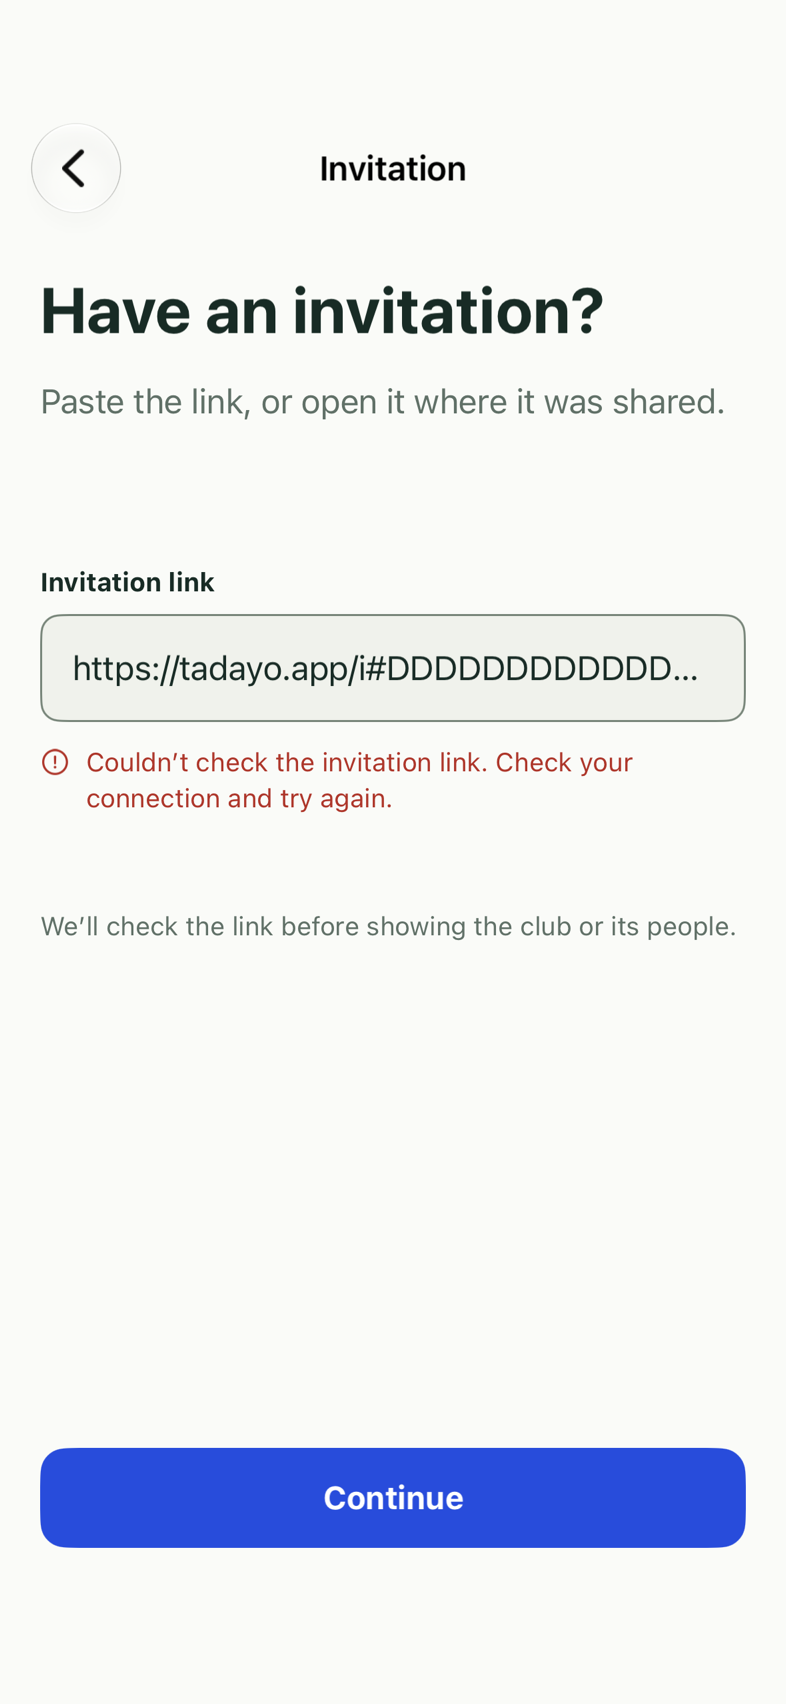 Invitation
Have an invitation?
Paste the link, or open it where it was shared.
Invitation link
https://tadayo.app/i#DDDDDDDDDDDD...
Couldn’t check the invitation link. Check your
connection and try again.
We’ll check the link before showing the club or its people.
Continue